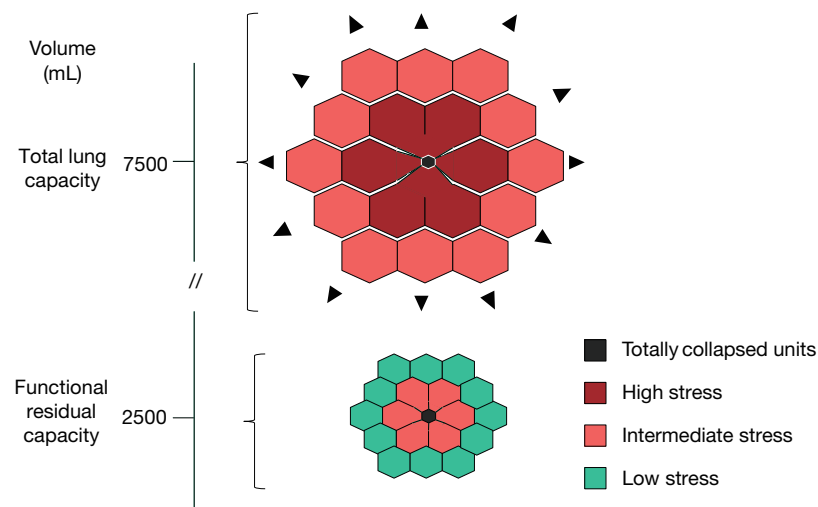 Volume
(mL)
Total lung
capacity
7500
//
Functional
residual
capacity
2500
Totally collapsed units
High stress
Intermediate stress
Low stress